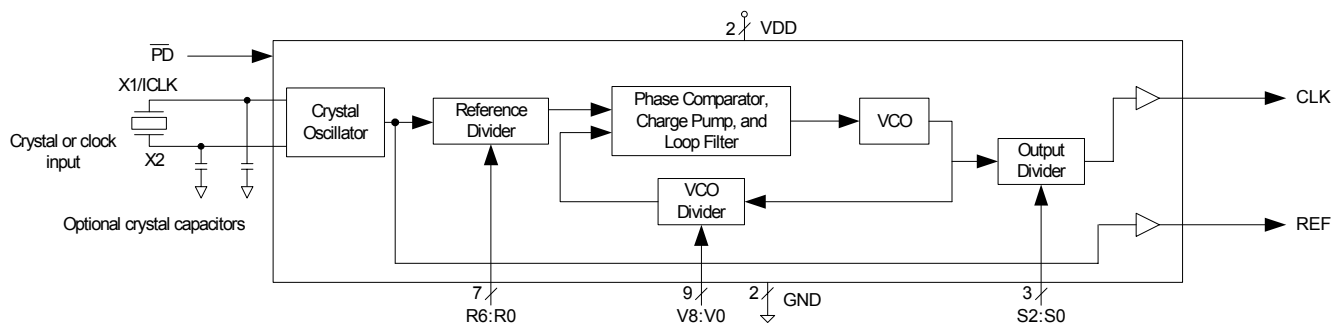 2 VDD
PD
X1/ICLK
Crystal or clock
input
X2
Optional crystal capacitors
Crystal
Oscillator
Reference
Divider
Phase Comparator,
Charge Pump, and
Loop Filter
VCO
VCO
Divider
Output
Divider
CLK
REF
7
R6:R0
9
V8:V0
2
GND
3
S2:S0